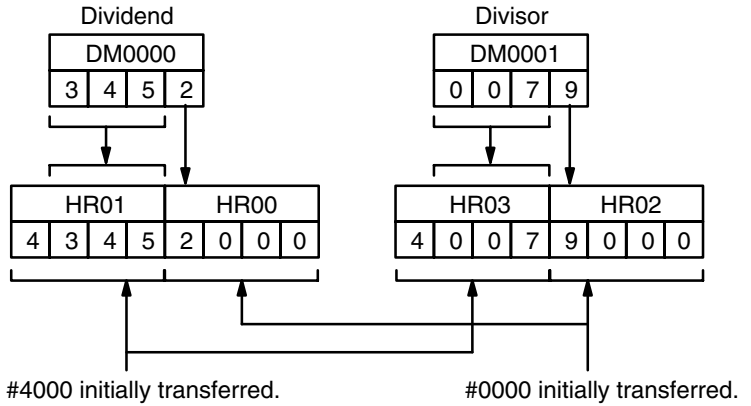 Dividend Divisor
DM0000 DM0001
3 4 5 2 0 0 7 9
HR01 HR00 HR03 HR02
4 3 4 5 2 0 0 0 4 0 0 7 9 0 0 0
#4000 initially transferred. #0000 initially transferred.